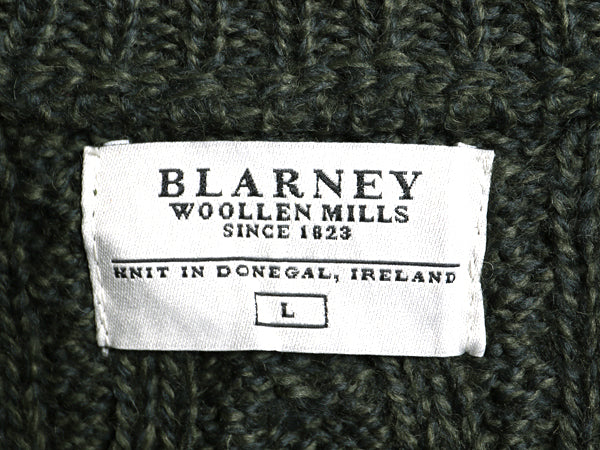 BLARNEY
WOOLLEN MILLS
SINCE 1823
KNIT IN DONEGAL, IRELAND
L